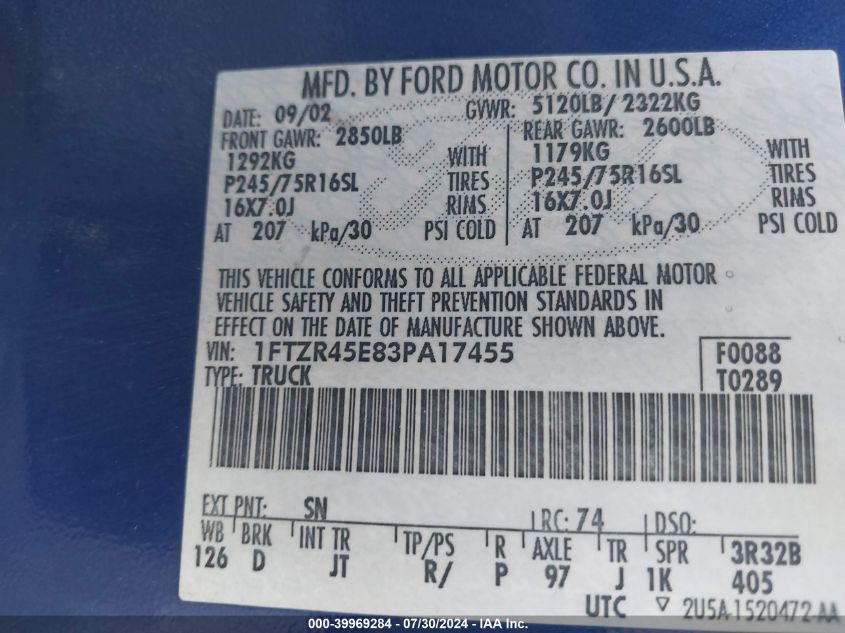 MFD. BY FORD MOTOR CO. IN U.S.A.
DATE: 09/02 GVWR: 5120LB/ 2322KG
FRONT GAWR: 2850LB REAR GAWR: 2600LB
1292KG WITH 1179KG WITH
P245/75R16SL TIRES P245/75R16SL TIRES
16X7.0J RIMS 16X7.0J RIMS
AT 207 kPa/30 PSI COLD AT 207 kPa/30 PSI COLD
THIS VEHICLE CONFORMS TO ALL APPLICABLE FEDERAL MOTOR
VEHICLE SAFETY AND THEFT PREVENTION STANDARDS IN
EFFECT ON THE DATE OF MANUFACTURE SHOWN ABOVE.
VIN: 1FTZR45E83PA17455 F0088
TYPE: TRUCK T0289
EXT PNT: SN RC: 74 DSO:
WB BRK INT TR TP/PS R AXLE TR SPR 3R32B
126 D JT R/ P 97 J 1K 405
UTC ▽ 2U5A-1520472-AA
000-39969284 - 07/30/2024 - IAA Inc.